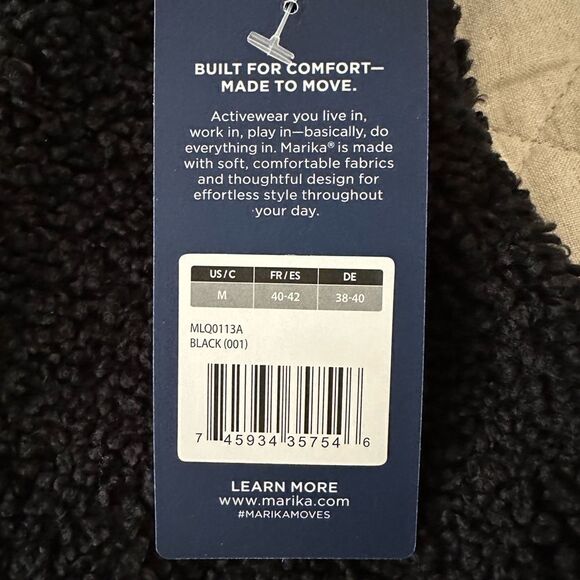 BUILT FOR COMFORT—
MADE TO MOVE.
Activewear you live in,
work in, play in—basically, do
everything in. Marika® is made
with soft, comfortable fabrics
and thoughtful design for
effortless style throughout
your day.
US / C FR / ES DE
M 40-42 38-40
MLQ0113A
BLACK (001)
7 45934 35754 6
LEARN MORE
www.marika.com
#MARIKAMOVES